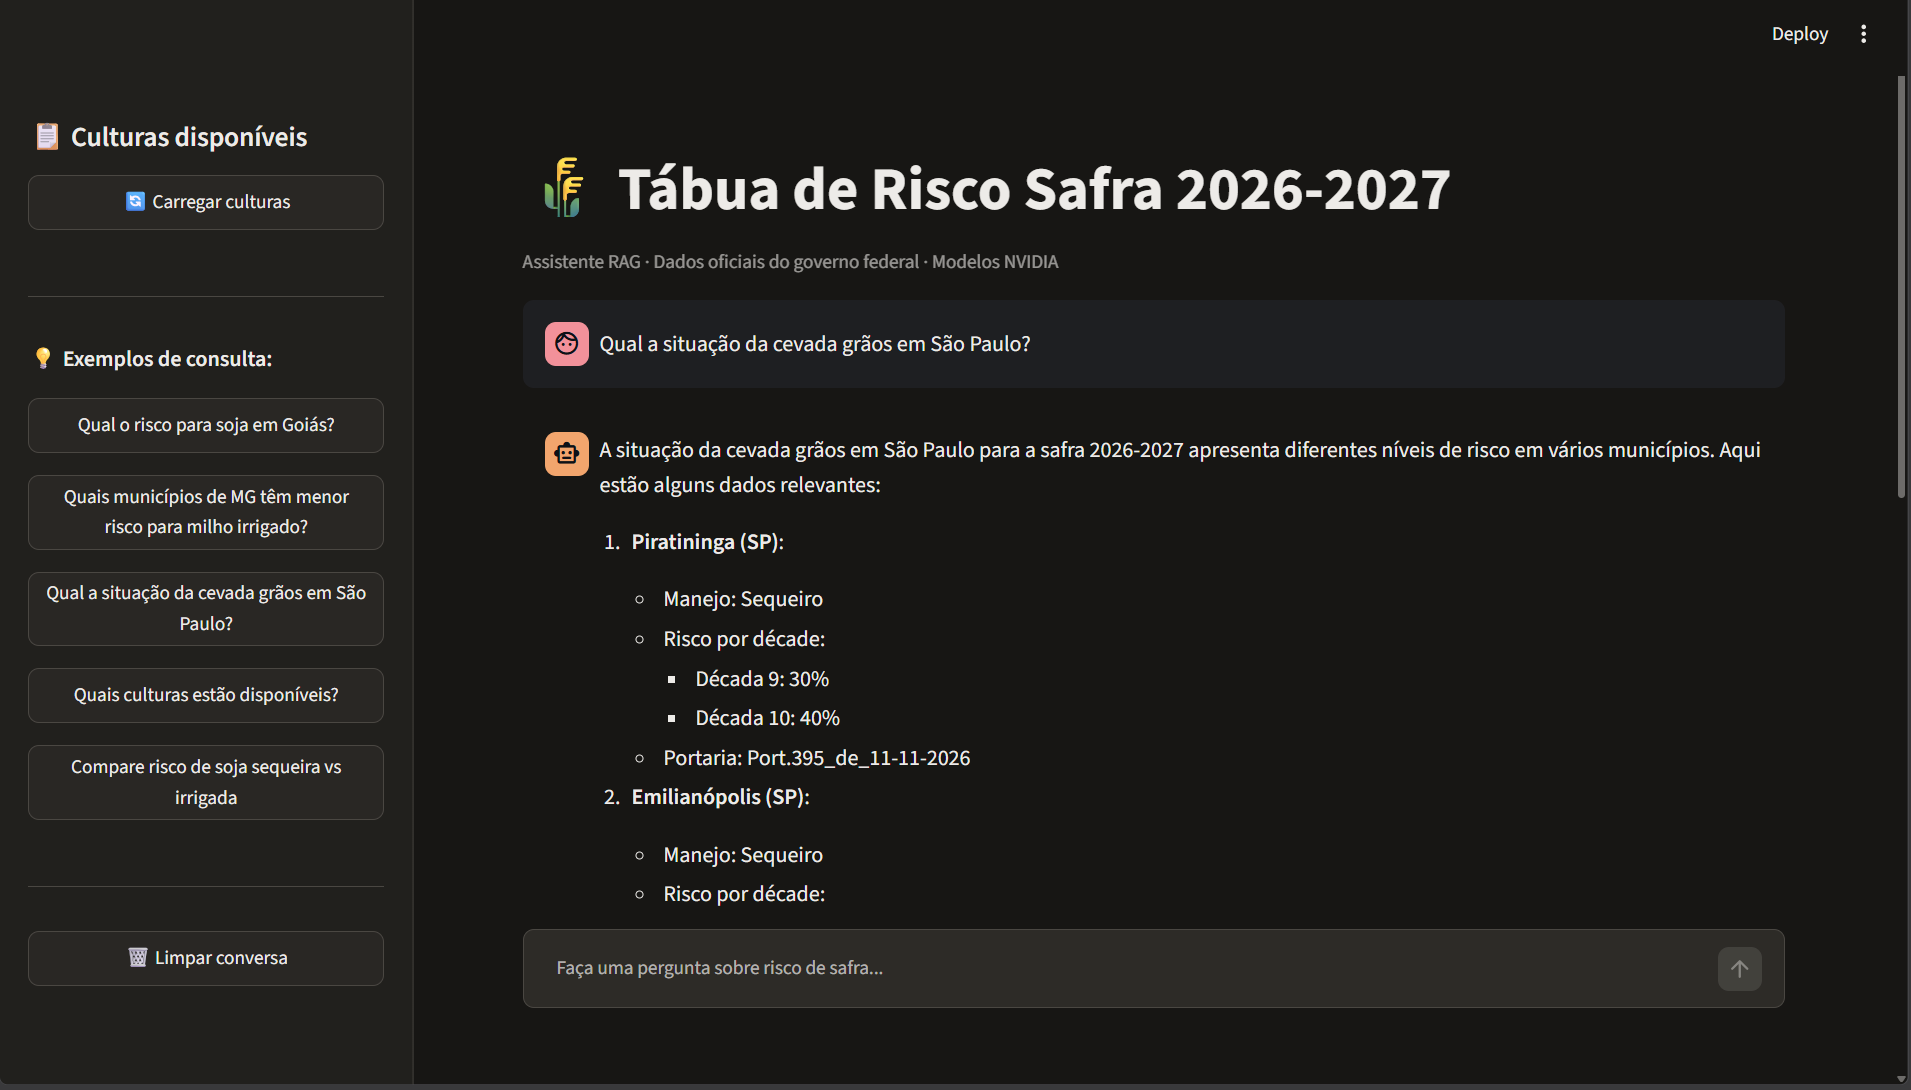 Deploy
Culturas disponíveis
Carregar culturas
Exemplos de consulta:
Qual o risco para soja em Goiás?
Quais municípios de MG têm menor
risco para milho irrigado?
Qual a situação da cevada grãos em São
Paulo?
Quais culturas estão disponíveis?
Compare risco de soja sequeira vs
irrigada
Limpar conversa
Tábua de Risco Safra 2026-2027
Assistente RAG · Dados oficiais do governo federal · Modelos NVIDIA
Qual a situação da cevada grãos em São Paulo?
A situação da cevada grãos em São Paulo para a safra 2026-2027 apresenta diferentes níveis de risco em vários municípios. Aqui
estão alguns dados relevantes:
1. Piratininga (SP):
Manejo: Sequeiro
Risco por décade:
Década 9: 30%
Década 10: 40%
Portaria: Port.395_de_11-11-2026
2. Emilianópolis (SP):
Manejo: Sequeiro
Risco por décade:
Faça uma pergunta sobre risco de safra...